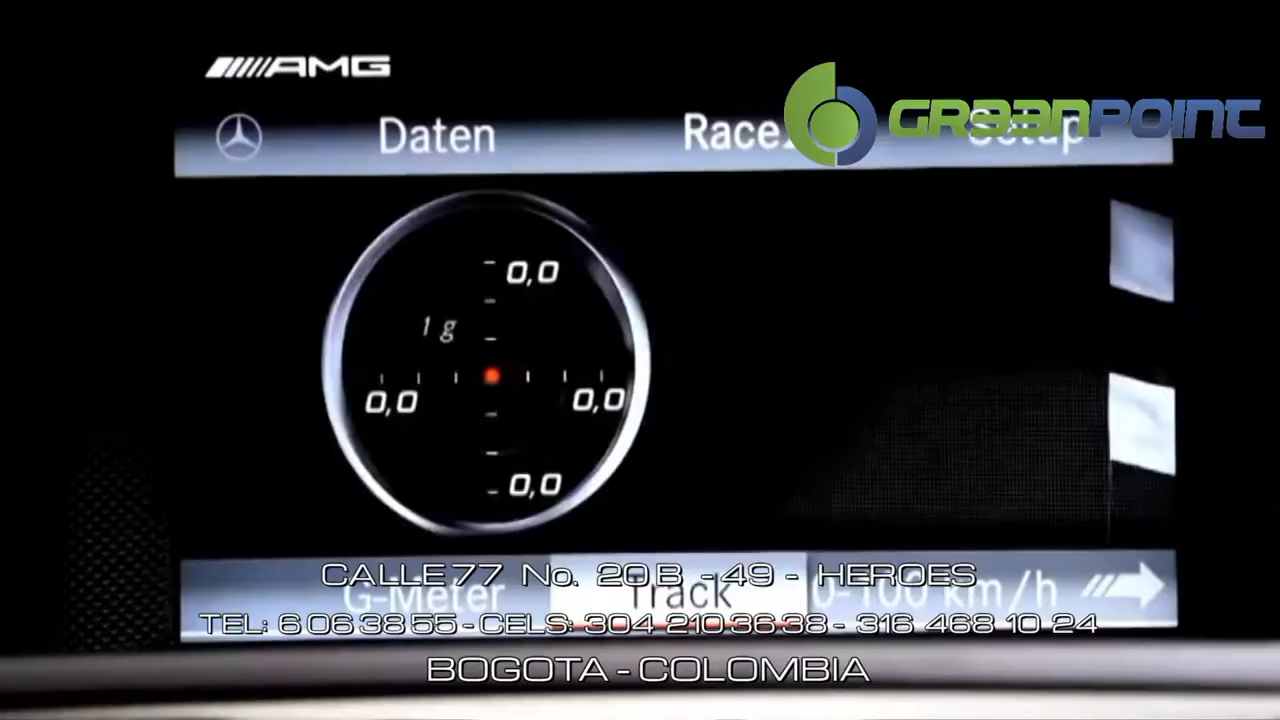 AMG
GR33NPOINT
Daten Race Setup
0,0
1 g
0,0 0,0
0,0
G-Meter Track 0-100 km/h
CALLE 77 No. 20 B - 49 - HEROES
TEL: 6 06 38 55 - CELS: 304 210 36 38 - 316 468 10 24
BOGOTA - COLOMBIA